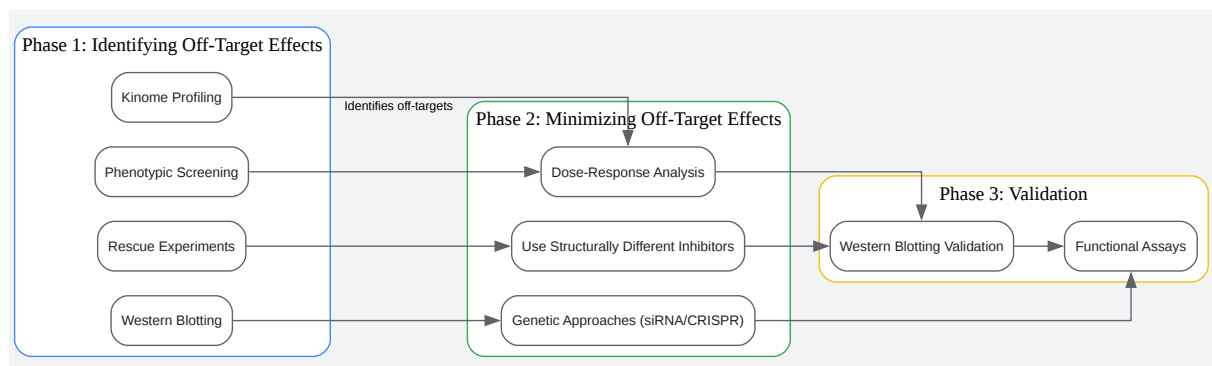 Phase 1: Identifying Off-Target Effects
Kinome Profiling
Identifies off-targets
Phenotypic Screening
Rescue Experiments
Western Blotting
Phase 2: Minimizing Off-Target Effects
Dose-Response Analysis
Use Structurally Different Inhibitors
Genetic Approaches (siRNA/CRISPR)
Phase 3: Validation
Western Blotting Validation
Functional Assays